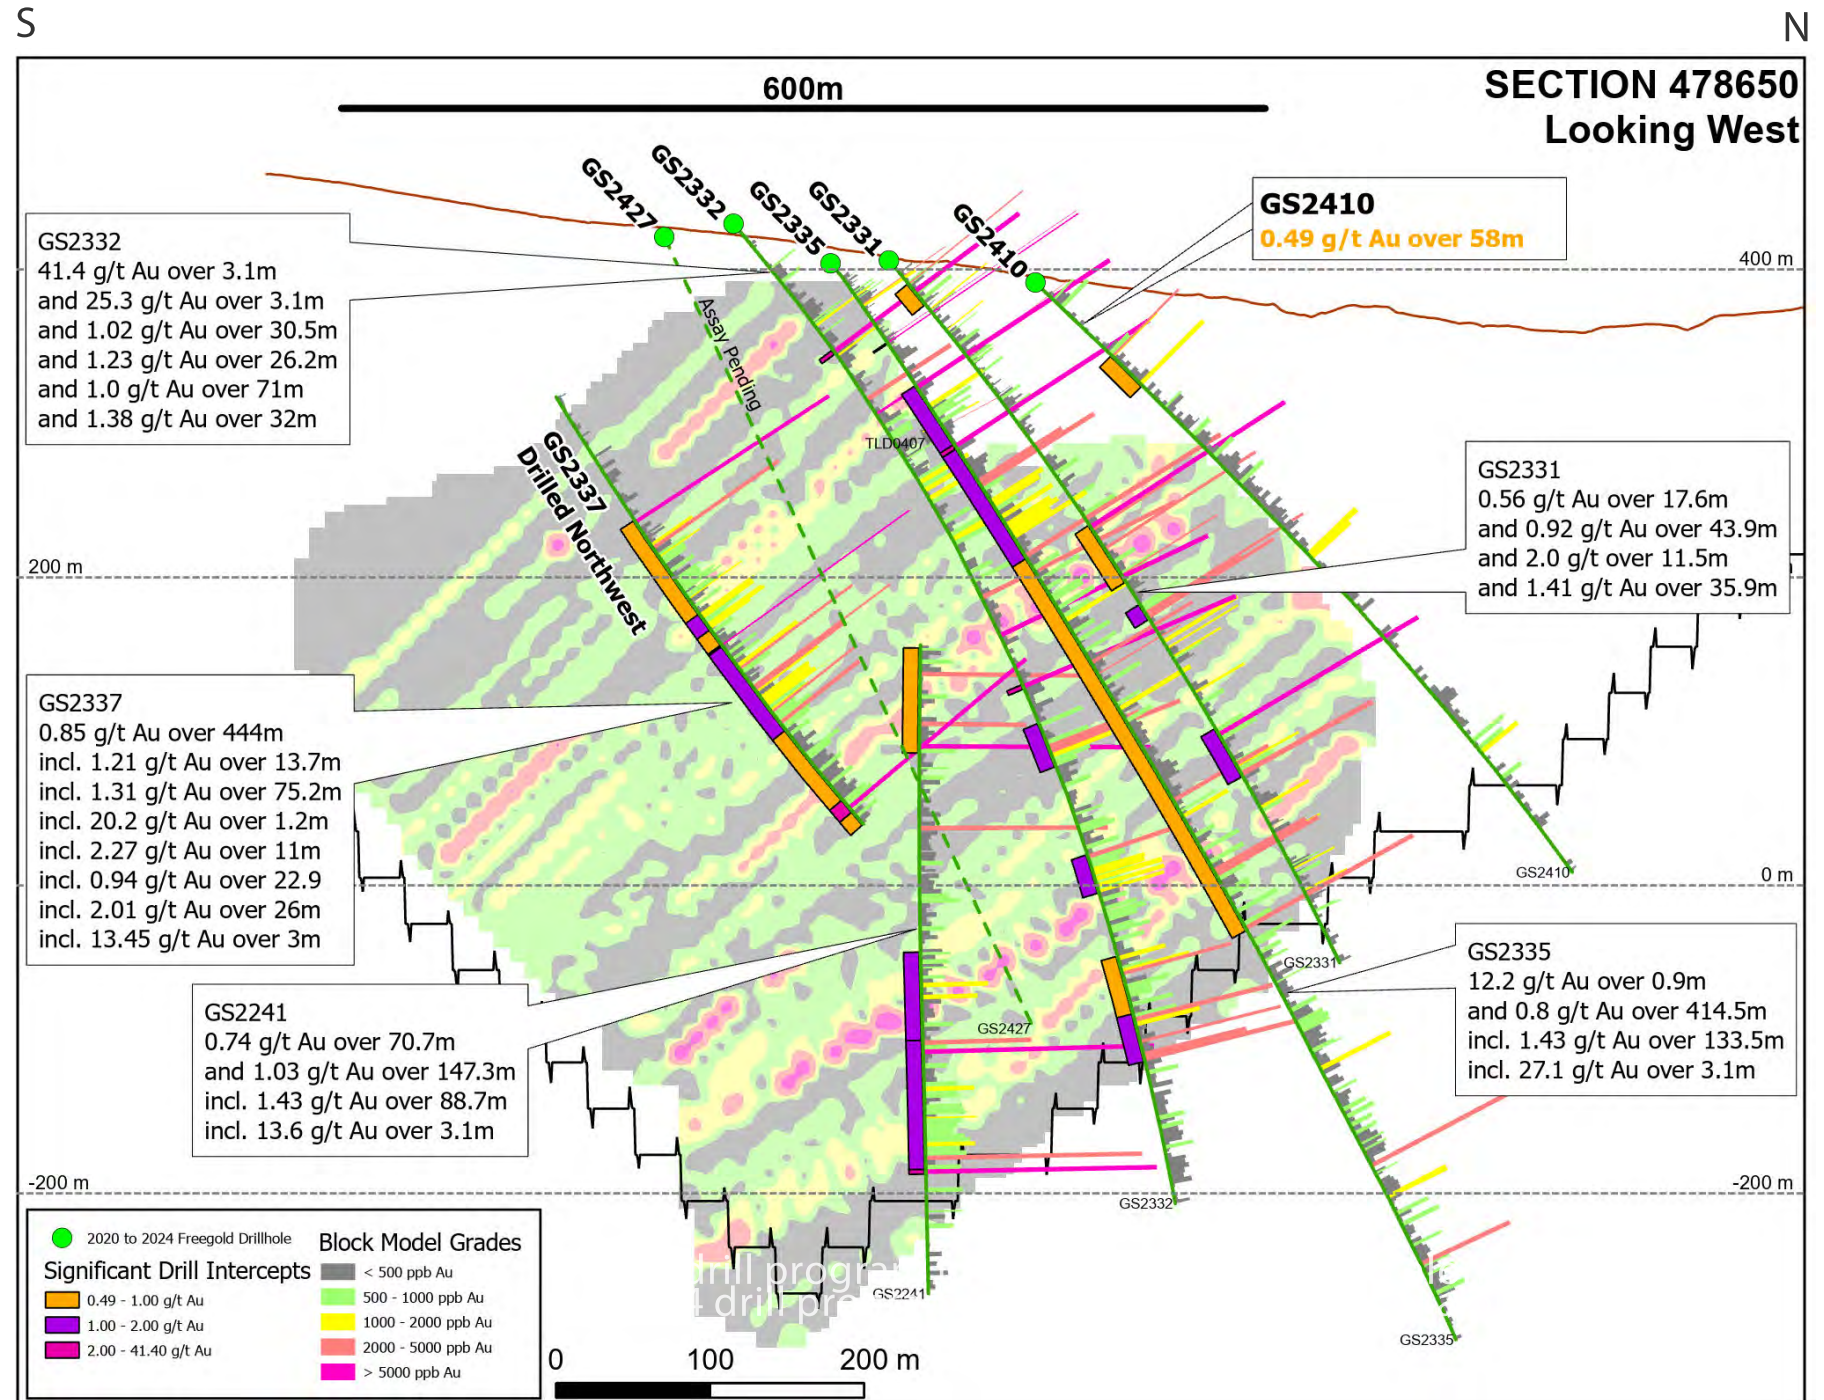 S
N
600m
SECTION 478650
Looking West
GS2427
GS2332
GS2335
GS2331
GS2410
GS2410
0.49 g/t Au over 58m
GS2332
41.4 g/t Au over 3.1m
and 25.3 g/t Au over 3.1m
and 1.02 g/t Au over 30.5m
and 1.23 g/t Au over 26.2m
and 1.0 g/t Au over 71m
and 1.38 g/t Au over 32m
400 m
Assay Pending
TLD0407
GS2337
Drilled Northwest
GS2331
0.56 g/t Au over 17.6m
and 0.92 g/t Au over 43.9m
and 2.0 g/t over 11.5m
and 1.41 g/t Au over 35.9m
200 m
GS2337
0.85 g/t Au over 444m
incl. 1.21 g/t Au over 13.7m
incl. 1.31 g/t Au over 75.2m
incl. 20.2 g/t Au over 1.2m
incl. 2.27 g/t Au over 11m
incl. 0.94 g/t Au over 22.9
incl. 2.01 g/t Au over 26m
incl. 13.45 g/t Au over 3m
GS2410
0 m
GS2331
GS2335
12.2 g/t Au over 0.9m
and 0.8 g/t Au over 414.5m
incl. 1.43 g/t Au over 133.5m
incl. 27.1 g/t Au over 3.1m
GS2241
0.74 g/t Au over 70.7m
and 1.03 g/t Au over 147.3m
incl. 1.43 g/t Au over 88.7m
incl. 13.6 g/t Au over 3.1m
GS2427
-200 m
-200 m
GS2332
2020 to 2024 Freegold Drillhole
Significant Drill Intercepts
0.49 - 1.00 g/t Au
1.00 - 2.00 g/t Au
2.00 - 41.40 g/t Au
Block Model Grades
< 500 ppb Au
500 - 1000 ppb Au
1000 - 2000 ppb Au
2000 - 5000 ppb Au
> 5000 ppb Au
drill
4 drill
GS2241
GS2335
0 100 200 m